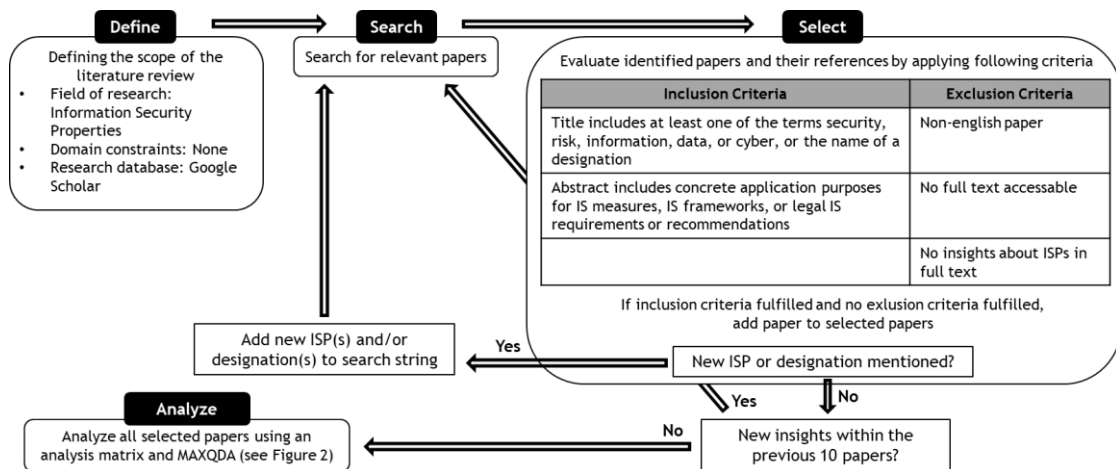 Define
Defining the scope of the
literature review
• Field of research:
Information Security
Properties
• Domain constraints: None
• Research database: Google
Scholar
Search
Search for relevant papers
Select
Evaluate identified papers and their references by applying following criteria
Inclusion Criteria
Exclusion Criteria
Title includes at least one of the terms security,
risk, information, data, or cyber, or the name of a
designation
Non-english paper
Abstract includes concrete application purposes
for IS measures, IS frameworks, or legal IS
requirements or recommendations
No full text accessable
No insights about ISPs in
full text
If inclusion criteria fulfilled and no exlusion criteria fulfilled,
add paper to selected papers
New ISP or designation mentioned?
Yes
Add new ISP(s) and/or
designation(s) to search string
No
Yes
New insights within the
previous 10 papers?
No
Analyze
Analyze all selected papers using an
analysis matrix and MAXQDA (see Figure 2)